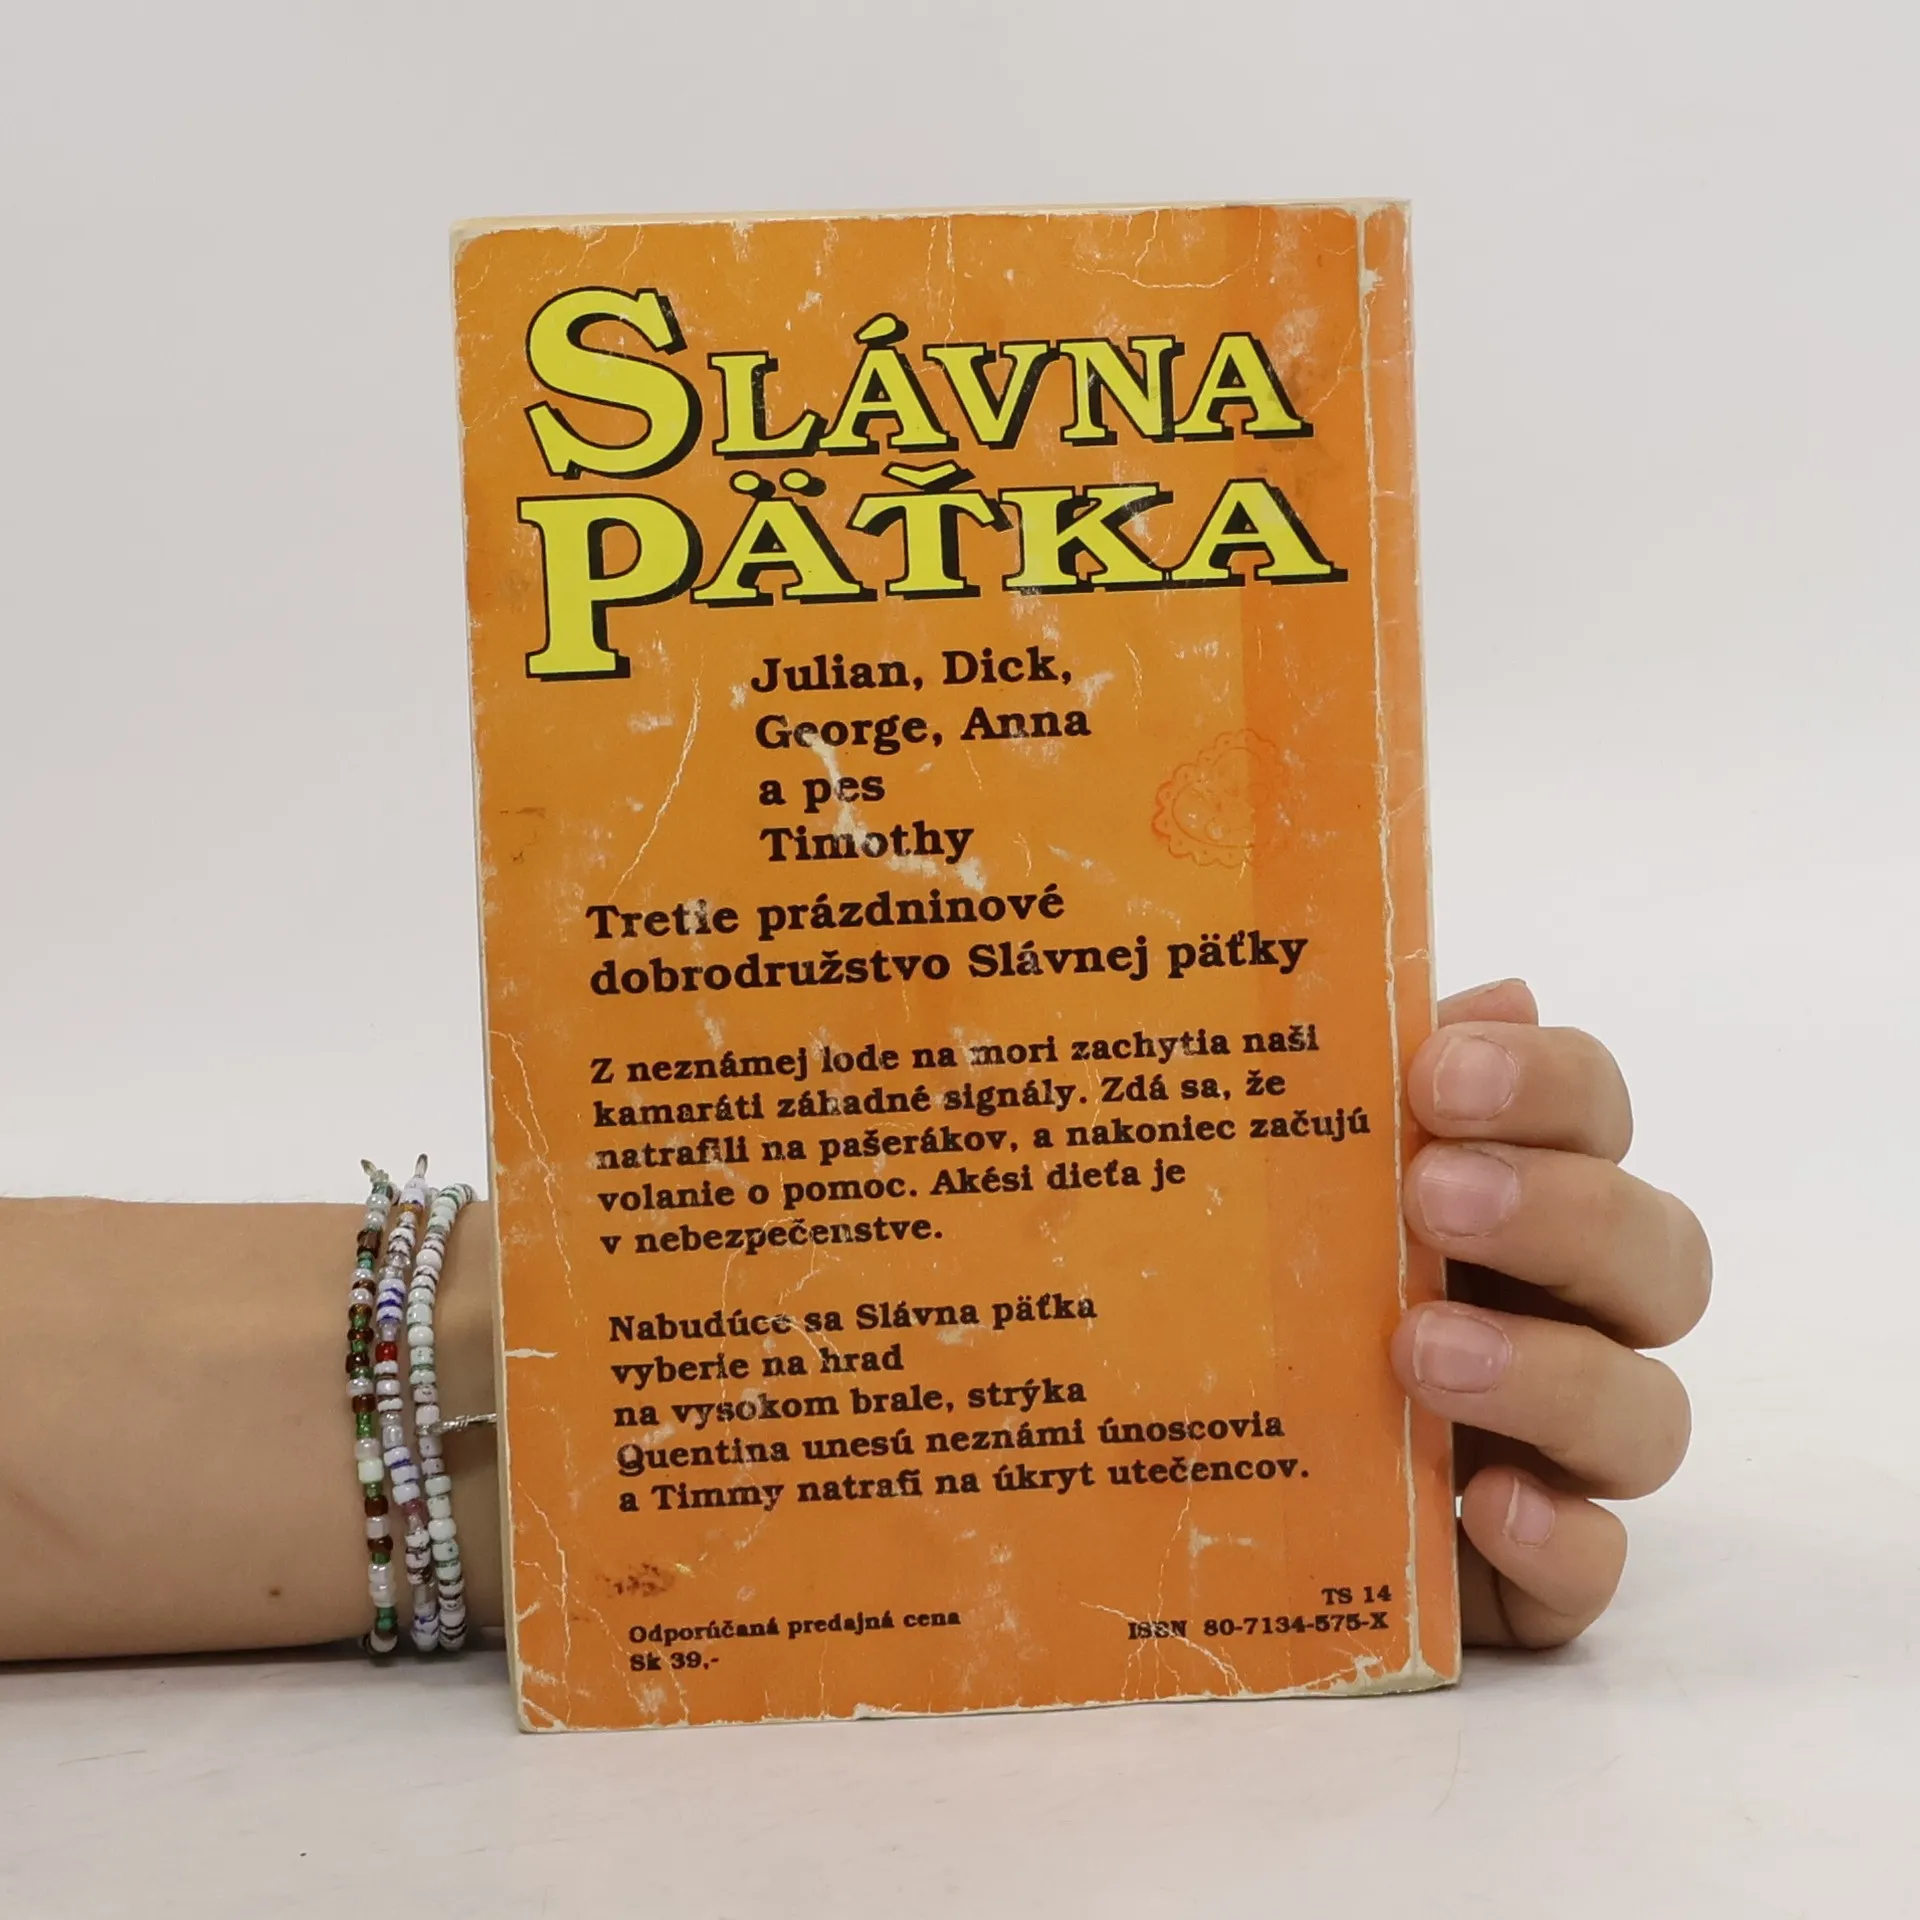 SLÁVNA
PÄŤKA
Julian, Dick,
George, Anna
a pes
Timothy
Tretie prázdninové
dobrodružstvo Slávnej päťky
Z neznámej lode na mori zachytia naši
kamaráti záhadné signály. Zdá sa, že
natrafili na pašerákov, a nakoniec začujú
volanie o pomoc. Akési dieťa je
v nebezpečenstve.
Nabudúce sa Slávna päťka
vyberie na hrad
na vysokom brale, strýka
Quentina unesú neznámi únoscovia
a Timmy natrafí na úkryt utečencov.
TS 14
Odporúčaná predajná cena
ISBN 80-7134-575-X
Sk 39,-